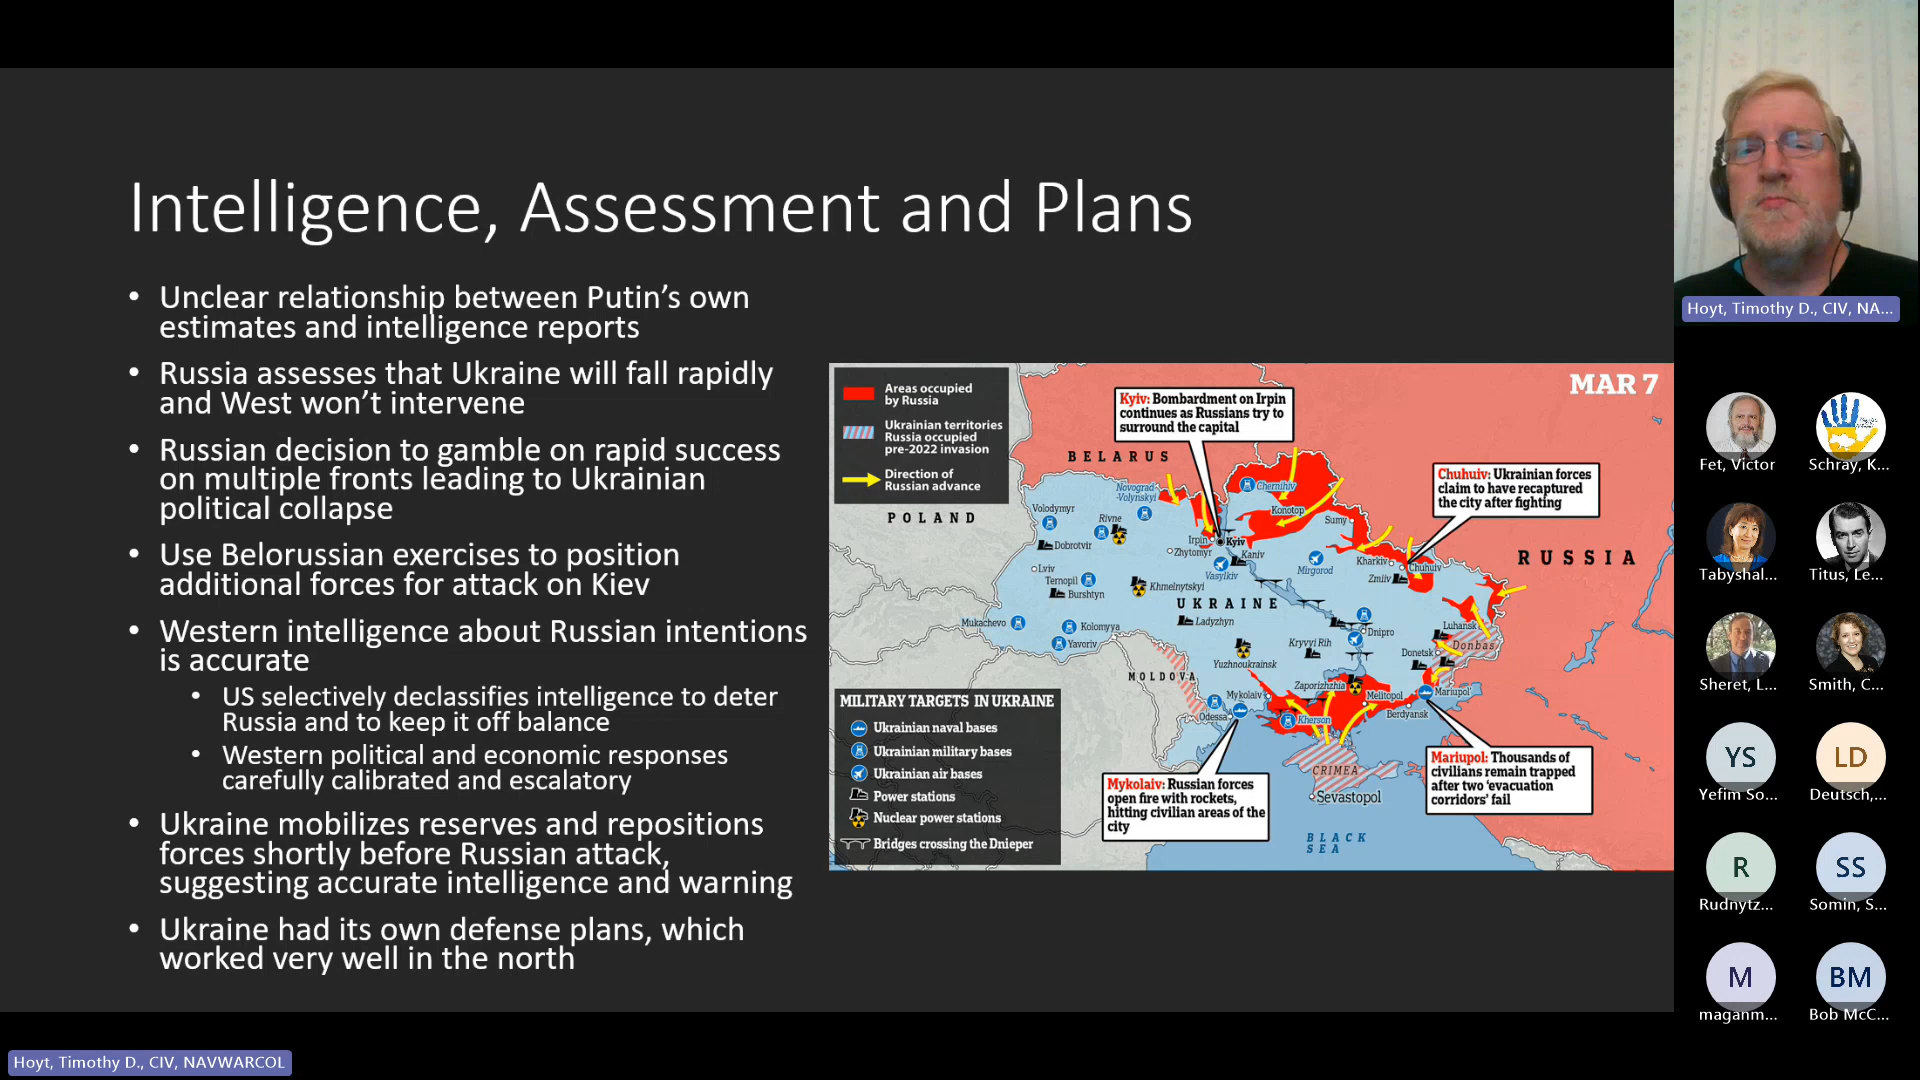 Intelligence, Assessment and Plans
• Unclear relationship between Putin’s own
estimates and intelligence reports
• Russia assesses that Ukraine will fall rapidly
and West won’t intervene
• Russian decision to gamble on rapid success
on multiple fronts leading to Ukrainian
political collapse
• Use Belorussian exercises to position
additional forces for attack on Kiev
• Western intelligence about Russian intentions
is accurate
• US selectively declassifies intelligence to deter
Russia and to keep it off balance
• Western political and economic responses
carefully calibrated and escalatory
• Ukraine mobilizes reserves and repositions
forces shortly before Russian attack,
suggesting accurate intelligence and warning
• Ukraine had its own defense plans, which
worked very well in the north
MAR 7
Areas occupied
by Russia
Ukrainian territories
Russia occupied
pre-2022 invasion
Direction of
Russian advance
Kyiv: Bombardment on Irpin
continues as Russians try to
surround the capital
Chuhuiv: Ukrainian forces
claim to have recaptured
the city after fighting
BELARUS
POLAND
RUSSIA
UKRAINE
MOLDOVA
Novograd-
-Volynskyi
Chernihiv
Konotop
Sumy
Volodymyr
Rivne
Dobrotvir
Irpin
Kyiv
Zhytomyr
Kaniv
Vasylkiv
Mirgorod
Kharkiv
Chuhuiv
Zmiiv
Lviv
Ternopil
Burshtyn
Khmelnytskyi
Ladyzhyn
Mukachevo
Kolomyya
Yavoriv
Kryvyi Rih
Dnipro
Luhansk
Donetsk
Donbas
Yuzhnoukrainsk
Zaporizhzhia
Melitopol
Mariupol
Berdyansk
Mykolaiv
Odessa
Kherson
CRIMEA
Sevastopol
BLACK
SEA
MILITARY TARGETS IN UKRAINE
Ukrainian naval bases
Ukrainian military bases
Ukrainian air bases
Power stations
Nuclear power stations
Bridges crossing the Dnieper
Mykolaiv: Russian forces
open fire with rockets,
hitting civilian areas of the
city
Mariupol: Thousands of
civilians remain trapped
after two ‘evacuation
corridors’ fail
Hoyt, Timothy D., CIV, NA...
Fet, Victor
Schray, K...
Tabyshal...
Titus, Le...
Sheret, L...
Smith, C...
YS
LD
Yefim So...
Deutsch,...
R
SS
Rudnytz...
Somin, S...
M
BM
maganm...
Bob McC...
Hoyt, Timothy D., CIV, NAVWARCOL